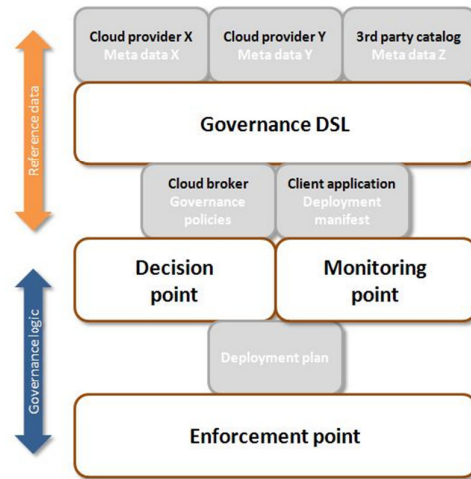 Cloud provider X
Meta data X
Cloud provider Y
Meta data Y
3rd party catalog
Meta data Z
Reference data
Governance DSL
Cloud broker
Governance
policies
Client application
Deployment
manifest
Decision
point
Monitoring
point
Governance logic
Deployment plan
Enforcement point